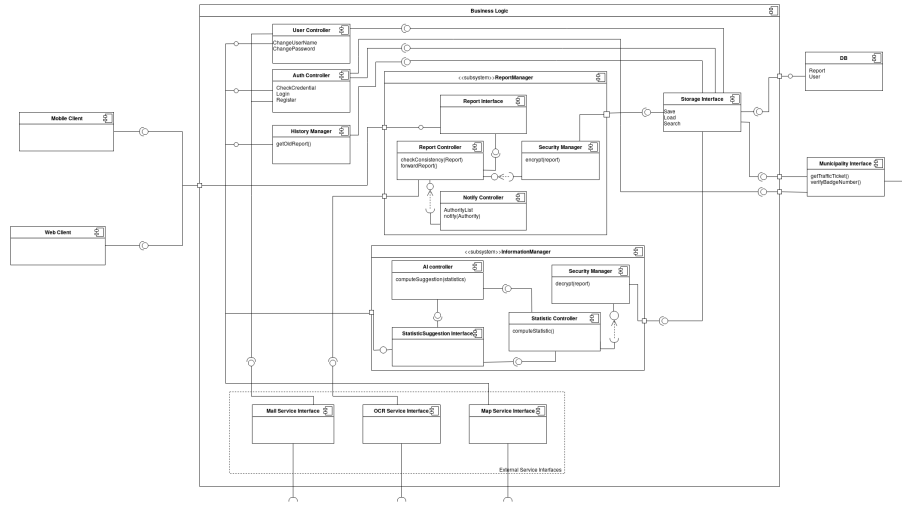 Business Logic
User Controller
ChangeUserName
ChangePassword
Auth Controller
CheckCredential
Login
Register
History Manager
getOldReport()
Mobile Client
Web Client
<<subsystem>>ReportManager
Report Interface
Report Controller
checkConsistency(Report)
forwardReport()
Security Manager
encrypt(report)
Notify Controller
AuthorityList
notify(Authority)
Storage Interface
Save
Load
Search
DB
Report
User
Municipality Interface
getTrafficTicket()
verifyBadgeNumber()
<<subsystem>>InformationManager
AI controller
computeSuggestion(statistics)
Security Manager
decrypt(report)
StatisticSuggestion Interface
Statistic Controller
computeStatistic()
Mail Service Interface
OCR Service Interface
Map Service Interface
External Service Interfaces